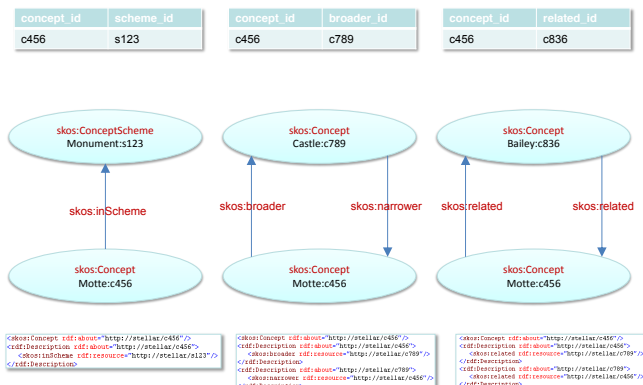 concept_id scheme_id
c456 s123
concept_id broader_id
c456 c789
concept_id related_id
c456 c836
skos:ConceptScheme
Monument:s123
skos:Concept
Castle:c789
skos:Concept
Bailey:c836
skos:inScheme
skos:broader
skos:narrower
skos:related
skos:related
skos:Concept
Motte:c456
skos:Concept
Motte:c456
skos:Concept
Motte:c456
<skos:Concept rdf:about="http://stellar/c456"/>
<rdf:Description rdf:about="http://stellar/c456">
<skos:inScheme rdf:resource="http://stellar/s123"/>
</rdf:Description>
<skos:Concept rdf:about="http://stellar/c456"/>
<rdf:Description rdf:about="http://stellar/c456">
<skos:broader rdf:resource="http://stellar/c789"/>
</rdf:Description>
<rdf:Description rdf:about="http://stellar/c789">
<skos:narrower rdf:resource="http://stellar/c456"/>
<skos:Concept rdf:about="http://stellar/c456"/>
<rdf:Description rdf:about="http://stellar/c456">
<skos:related rdf:resource="http://stellar/c789"/>
</rdf:Description>
<rdf:Description rdf:about="http://stellar/c789">
<skos:related rdf:resource="http://stellar/c456"/>
</rdf:Description>